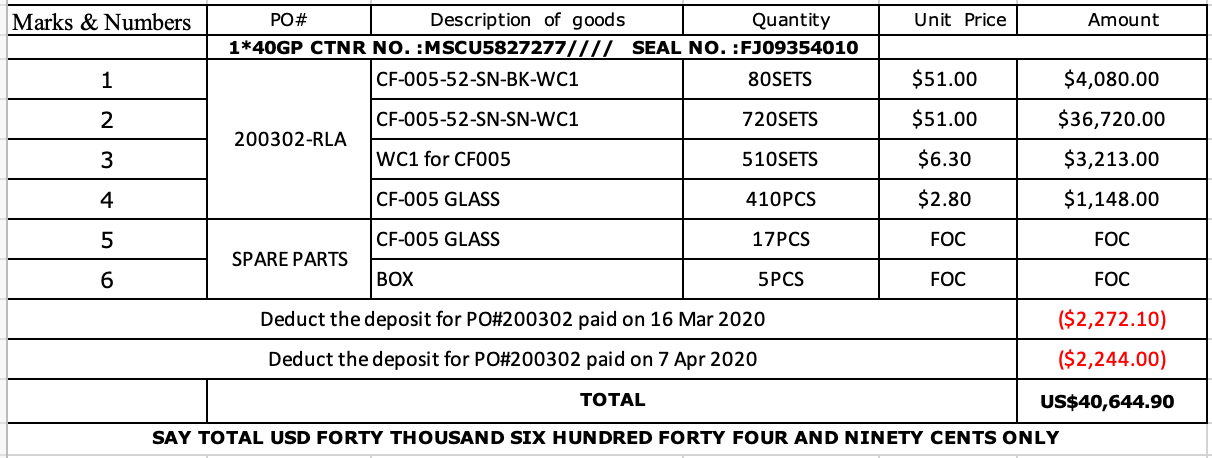 Marks & Numbers PO# Description of goods Quantity Unit Price Amount
1*40GP CTNR NO. :MSCU5827277//// SEAL NO. :FJ09354010
1 CF-005-52-SN-BK-WC1 80SETS $51.00 $4,080.00
2 CF-005-52-SN-SN-WC1 720SETS $51.00 $36,720.00
200302-RLA
3 WC1 for CF005 510SETS $6.30 $3,213.00
4 CF-005 GLASS 410PCS $2.80 $1,148.00
5 CF-005 GLASS 17PCS FOC FOC
SPARE PARTS
6 BOX 5PCS FOC FOC
Deduct the deposit for PO#200302 paid on 16 Mar 2020 ($2,272.10)
Deduct the deposit for PO#200302 paid on 7 Apr 2020 ($2,244.00)
TOTAL US$40,644.90
SAY TOTAL USD FORTY THOUSAND SIX HUNDRED FORTY FOUR AND NINETY CENTS ONLY